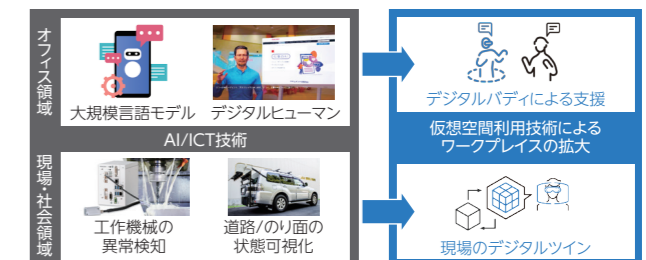 オフィス領域
大規模言語モデル
デジタルヒューマン
AI/ICT技術
現場・社会領域
工作機械の
異常検知
道路/のり面の
状態可視化
デジタルバディによる支援
仮想空間利用技術による
ワークプレイスの拡大
現場のデジタルツイン